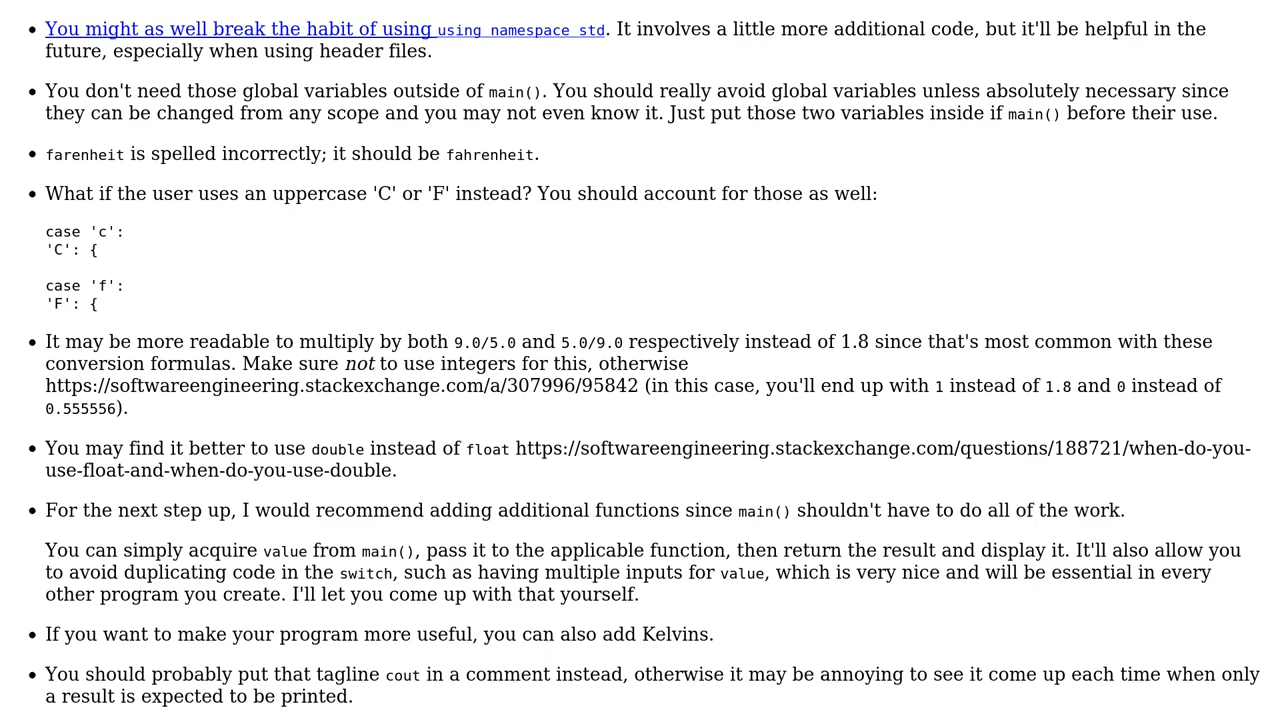 You might as well break the habit of using using namespace std. It involves a little more additional code, but it'll be helpful in the
future, especially when using header files.
You don't need those global variables outside of main(). You should really avoid global variables unless absolutely necessary since
they can be changed from any scope and you may not even know it. Just put those two variables inside if main() before their use.
farenheit is spelled incorrectly; it should be fahrenheit.
What if the user uses an uppercase 'C' or 'F' instead? You should account for those as well:
case 'c':
'C': {
case 'f':
'F': {
It may be more readable to multiply by both 9.0/5.0 and 5.0/9.0 respectively instead of 1.8 since that's most common with these
conversion formulas. Make sure not to use integers for this, otherwise
https://softwareengineering.stackexchange.com/a/307996/95842 (in this case, you'll end up with 1 instead of 1.8 and 0 instead of
0.555556).
You may find it better to use double instead of float https://softwareengineering.stackexchange.com/questions/188721/when-do-you-
use-float-and-when-do-you-use-double.
For the next step up, I would recommend adding additional functions since main() shouldn't have to do all of the work.
You can simply acquire value from main(), pass it to the applicable function, then return the result and display it. It'll also allow you
to avoid duplicating code in the switch, such as having multiple inputs for value, which is very nice and will be essential in every
other program you create. I'll let you come up with that yourself.
If you want to make your program more useful, you can also add Kelvins.
You should probably put that tagline cout in a comment instead, otherwise it may be annoying to see it come up each time when only
a result is expected to be printed.